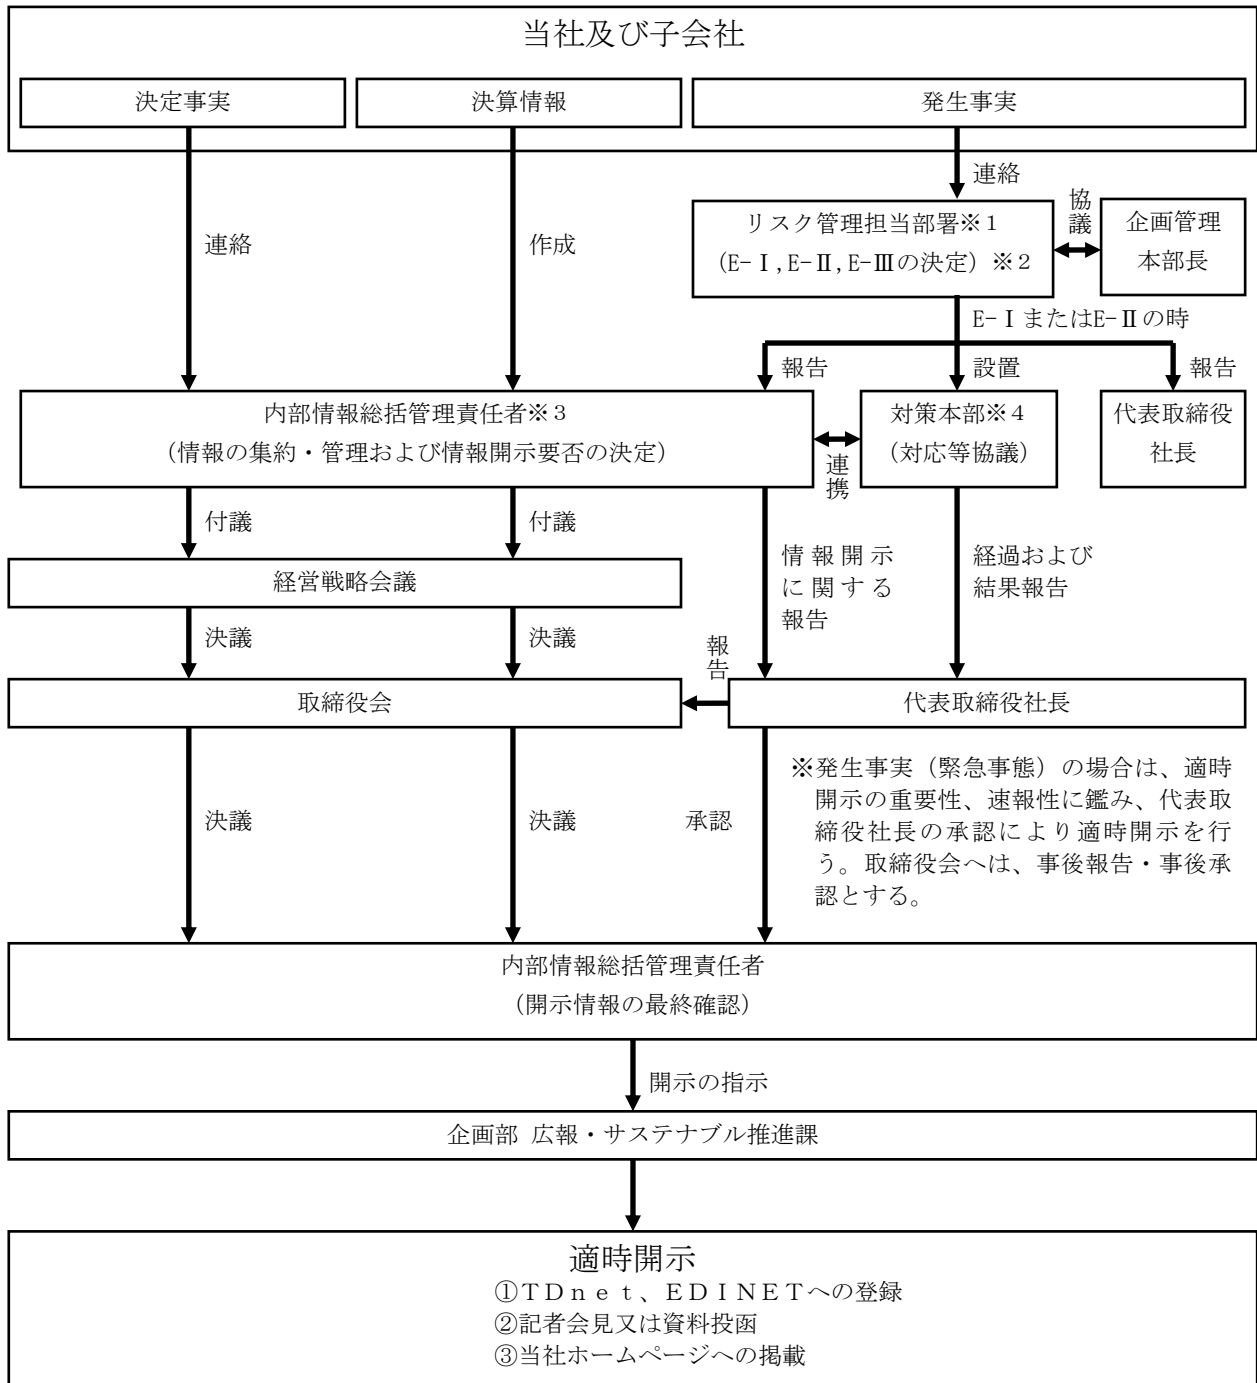 当社及び子会社
決定事実
決算情報
発生事実
連絡
連絡
作成
リスク管理担当部署※1
(E-Ⅰ,E-Ⅱ,E-Ⅲの決定)※2
協議
企画管理
本部長
E-ⅠまたはE-Ⅱの時
報告
設置
報告
内部情報総括管理責任者※3
(情報の集約・管理および情報開示要否の決定)
連携
対策本部※4
(対応等協議)
代表取締役
社長
付議
付議
経営戦略会議
情報開示
に関する
報告
経過および
結果報告
決議
決議
報告
取締役会
代表取締役社長
決議
決議
承認
※発生事実(緊急事態)の場合は、適時
開示の重要性、速報性に鑑み、代表取
締役社長の承認により適時開示を行
う。取締役会へは、事後報告・事後承
認とする。
内部情報総括管理責任者
(開示情報の最終確認)
開示の指示
企画部 広報・サステナブル推進課
適時開示
①TDnet、EDINETへの登録
②記者会見又は資料投函
③当社ホームページへの掲載